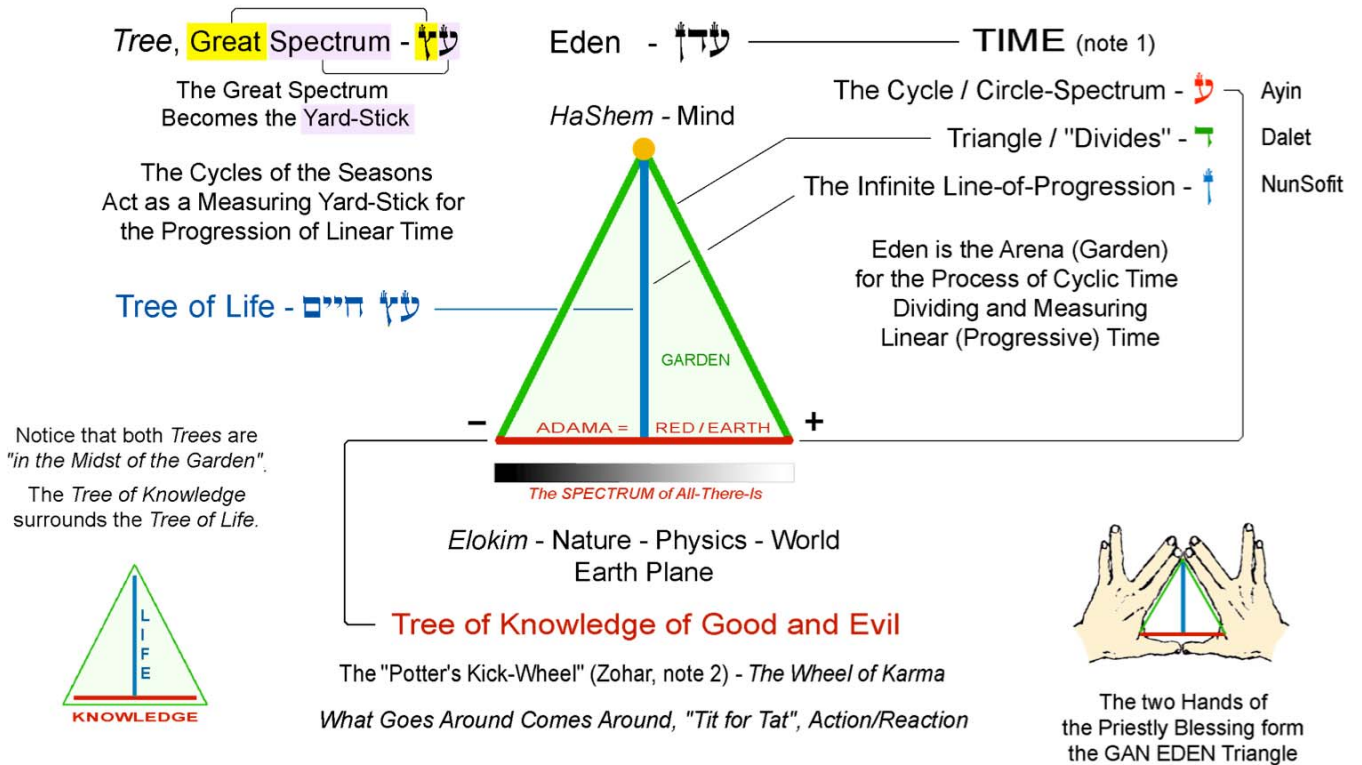 Tree, Great Spectrum - עץ
The Great Spectrum
Becomes the Yard-Stick
The Cycles of the Seasons
Act as a Measuring Yard-Stick for
the Progression of Linear Time
Tree of Life - עץ חיים
Notice that both Trees are
"in the Midst of the Garden".
The Tree of Knowledge
surrounds the Tree of Life.
LIFE
KNOWLEDGE
Eden - עדן
HaShem - Mind
GARDEN
- +
ADAMA = RED / EARTH
The SPECTRUM of All-There-Is
Elokim - Nature - Physics - World
Earth Plane
Tree of Knowledge of Good and Evil
The "Potter's Kick-Wheel" (Zohar, note 2) - The Wheel of Karma
What Goes Around Comes Around, "Tit for Tat", Action/Reaction
TIME (note 1)
The Cycle / Circle-Spectrum - ע Ayin
Triangle / "Divides" - ד Dalet
The Infinite Line-of-Progression - ן NunSofit
Eden is the Arena (Garden)
for the Process of Cyclic Time
Dividing and Measuring
Linear (Progressive) Time
The two Hands of
the Priestly Blessing form
the GAN EDEN Triangle